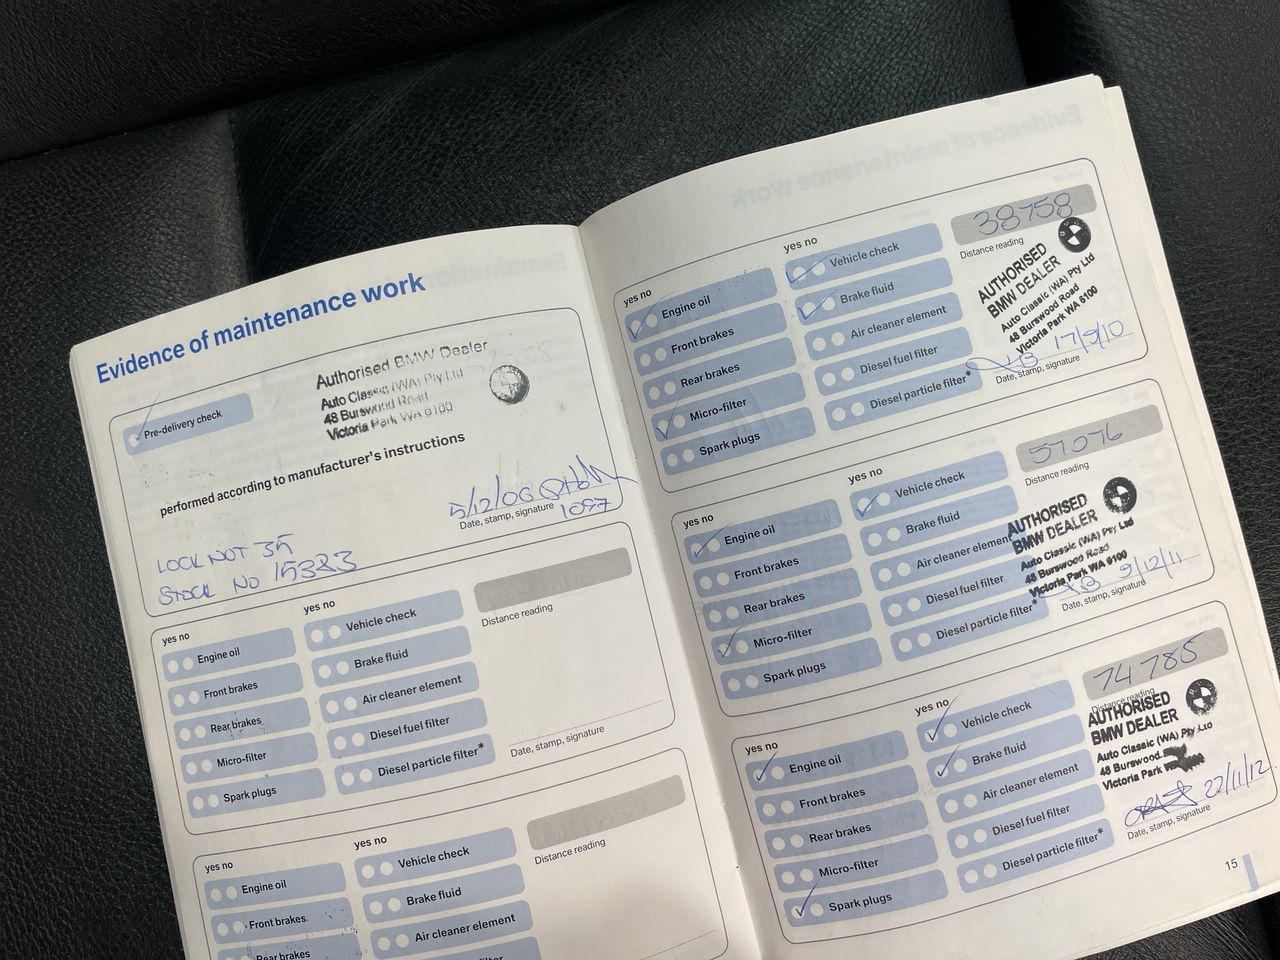 Evidence of maintenance work
Pre-delivery check
Authorised BMW Dealer
Auto Classic (WA) Pty Ltd
48 Burswood Road
Victoria Park WA 6100
performed according to manufacturer's instructions
5/12/06
1097
Date, stamp, signature
LOCK NUT 35
STOCK NO 15323
yes no
yes no
Engine oil
Front brakes
Rear brakes
Micro-filter
Spark plugs
Vehicle check
Brake fluid
Air cleaner element
Diesel fuel filter
Diesel particle filter*
Distance reading
Date, stamp, signature
yes no
yes no
Engine oil
Front brakes
Rear brakes
Vehicle check
Brake fluid
Air cleaner element
Distance reading
yes no
yes no
Engine oil
Front brakes
Rear brakes
Micro-filter
Spark plugs
Vehicle check
Brake fluid
Air cleaner element
Diesel fuel filter
Diesel particle filter*
38758
Distance reading
AUTHORISED
BMW DEALER
Auto Classic (WA) Pty Ltd
48 Burswood Road
Victoria Park WA 6100
17/9/10
Date, stamp, signature
yes no
yes no
Engine oil
Front brakes
Rear brakes
Micro-filter
Spark plugs
Vehicle check
Brake fluid
Air cleaner element
Diesel fuel filter
Diesel particle filter*
57076
Distance reading
AUTHORISED
BMW DEALER
Auto Classic (WA) Pty Ltd
48 Burswood Road
Victoria Park WA 6100
9/12/11
Date, stamp, signature
yes no
yes no
Engine oil
Front brakes
Rear brakes
Micro-filter
Spark plugs
Vehicle check
Brake fluid
Air cleaner element
Diesel fuel filter
Diesel particle filter*
74785
Distance reading
AUTHORISED
BMW DEALER
Auto Classic (WA) Pty Ltd
48 Burswood
Victoria Park
22/11/12
Date, stamp, signature
15